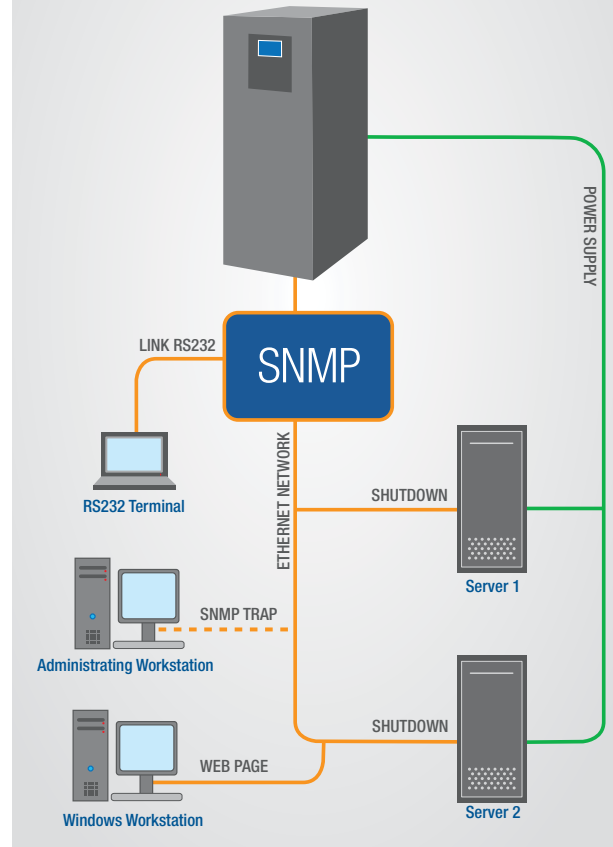 POWER SUPPLY
LINK RS232
SNMP
RS232 Terminal
ETHERNET NETWORK
SHUTDOWN
Server 1
SNMP TRAP
Administrating Workstation
SHUTDOWN
WEB PAGE
Server 2
Windows Workstation